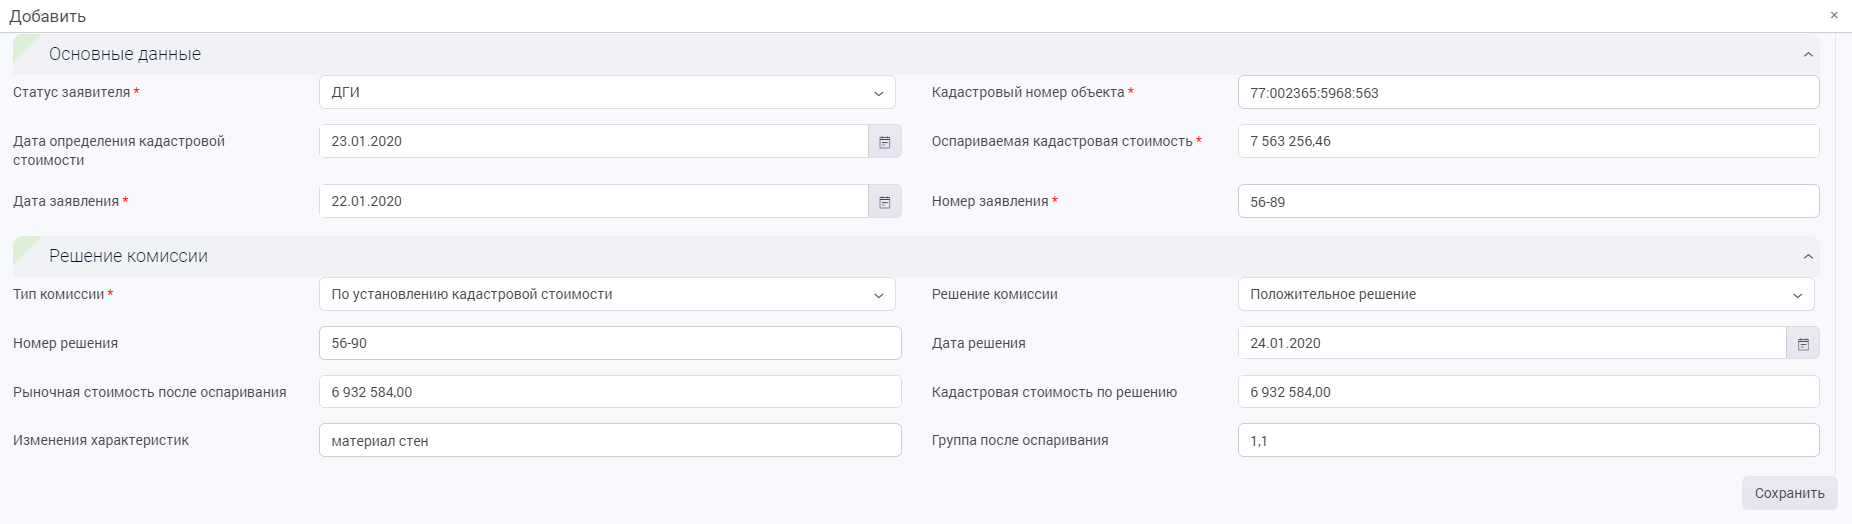 Добавить ×
Основные данные
Статус заявителя * ДГИ Кадастровый номер объекта * 77:002365:5968:563
Дата определения кадастровой
стоимости 23.01.2020 Оспариваемая кадастровая стоимость * 7 563 256,46
Дата заявления * 22.01.2020 Номер заявления * 56-89
Решение комиссии
Тип комиссии * По установлению кадастровой стоимости Решение комиссии Положительное решение
Номер решения 56-90 Дата решения 24.01.2020
Рыночная стоимость после оспаривания 6 932 584,00 Кадастровая стоимость по решению 6 932 584,00
Изменения характеристик материал стен Группа после оспаривания 1,1
Сохранить